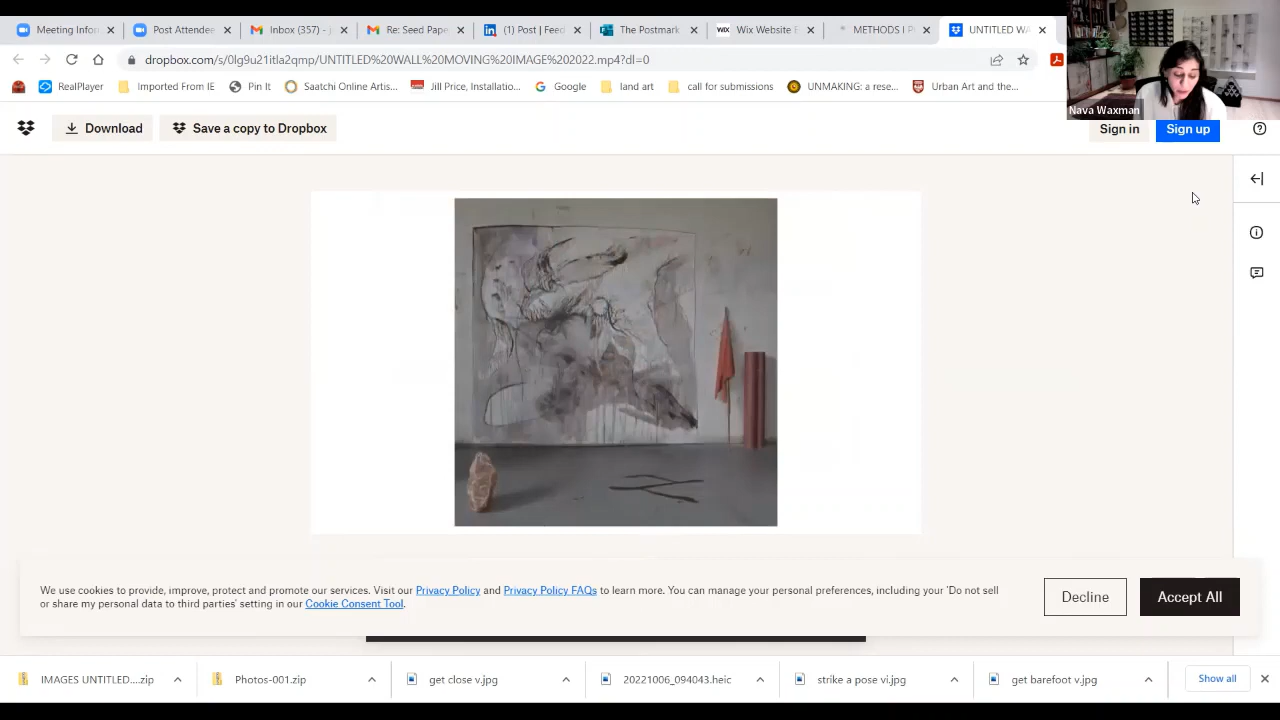 Meeting Infor
Post Attendee
Inbox (357) -
Re: Seed Pa
(1) Post | Feed
The Postmark
WIX
Wix Website E
METHOD
UNTITLED WA
dropbox.com/s/0lg9u21itla2qmp/UNTITLED%20WALL%20MOVING%20IMAGE%202022.mp4?dl=0
RealPlayer
Imported From IE
Pin It
Saatchi Online Artis...
Jill Price, Installatio...
Google
land art
call for submissions
UNMAKING: a rese...
Urban Art and the...
Nava Waxman
Download
Save a copy to Dropbox
Sign in
Sign up
We use cookies to provide, improve, protect and promote our services. Visit our Privacy Policy and Privacy Policy FAQs to learn more. You can manage your personal preferences, including your 'Do not sell
or share my personal data to third parties' setting in our Cookie Consent Tool.
Decline
Accept All
IMAGES UNTITLED....zip
Photos-001.zip
get close v.jpg
20221006_094043.heic
strike a pose vi.jpg
get barefoot v.jpg
Show all